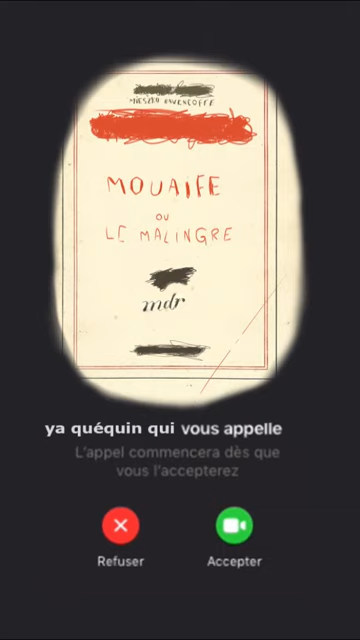 MIESZKO
MOUAIFE
OU
LE MALINGRE
mdr
ya quéquin qui vous appelle
L'appel commencera dès que
vous l'accepterez
Refuser Accepter